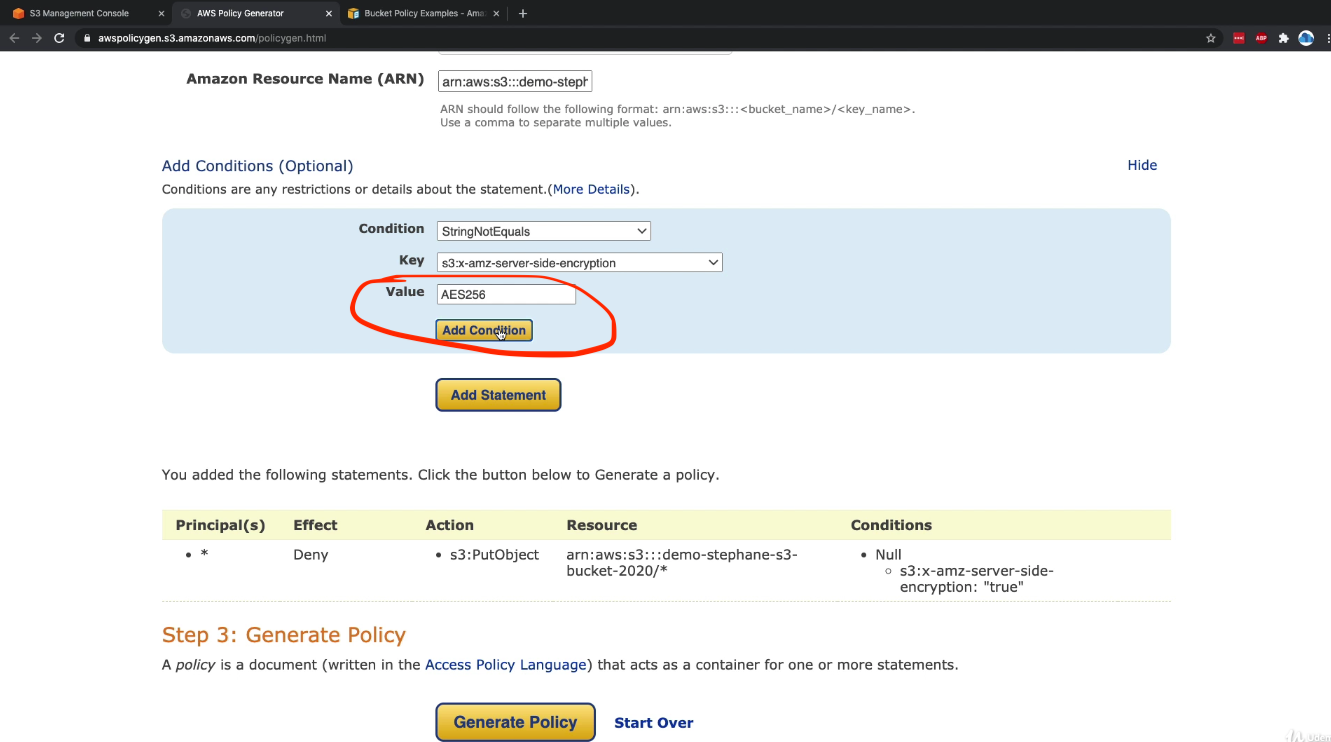 S3 Management Console
AWS Policy Generator
Bucket Policy Examples - Ama
awspolicygen.s3.amazonaws.com/policygen.html
ABP
Amazon Resource Name (ARN)
arn:aws:s3:::demo-steph
ARN should follow the following format: arn:aws:s3:::<bucket_name>/<key_name>.
Use a comma to separate multiple values.
Add Conditions (Optional)
Hide
Conditions are any restrictions or details about the statement.(More Details).
Condition
StringNotEquals
Key
s3:x-amz-server-side-encryption
Value
AES256
Add Condition
Add Statement
You added the following statements. Click the button below to Generate a policy.
Principal(s) Effect Action Resource Conditions
• * Deny • s3:PutObject arn:aws:s3:::demo-stephane-s3- • Null
bucket-2020/* ○ s3:x-amz-server-side-
encryption: "true"
Step 3: Generate Policy
A policy is a document (written in the Access Policy Language) that acts as a container for one or more statements.
Generate Policy
Start Over